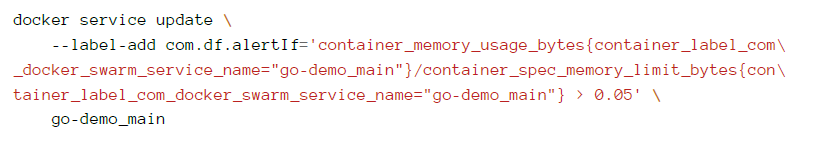 docker service update \
    --label-add com.df.alertIf='container_memory_usage_bytes{container_label_com\
_docker_swarm_service_name="go-demo_main"}/container_spec_memory_limit_bytes{con\
tainer_label_com_docker_swarm_service_name="go-demo_main"} > 0.05' \
    go-demo_main